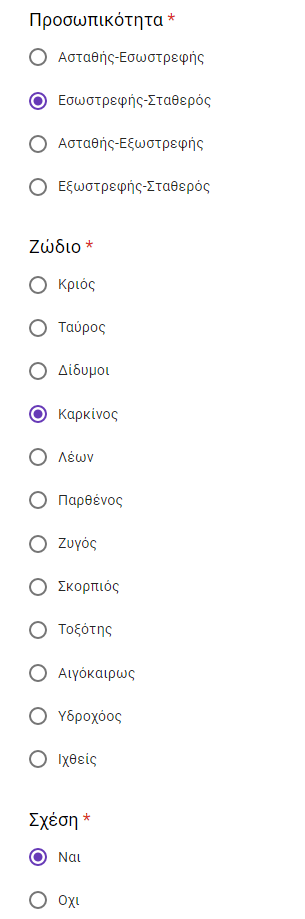 Προσωπικότητα *
Ασταθής-Εσωστρεφής
Εσωστρεφής-Σταθερός
Ασταθής-Εξωστρεφής
Εξωστρεφής-Σταθερός
Ζώδιο *
Κριός
Ταύρος
Δίδυμοι
Καρκίνος
Λέων
Παρθένος
Ζυγός
Σκορπιός
Τοξότης
Αιγόκαιρως
Υδροχόος
Ιχθείς
Σχέση *
Ναι
Οχι